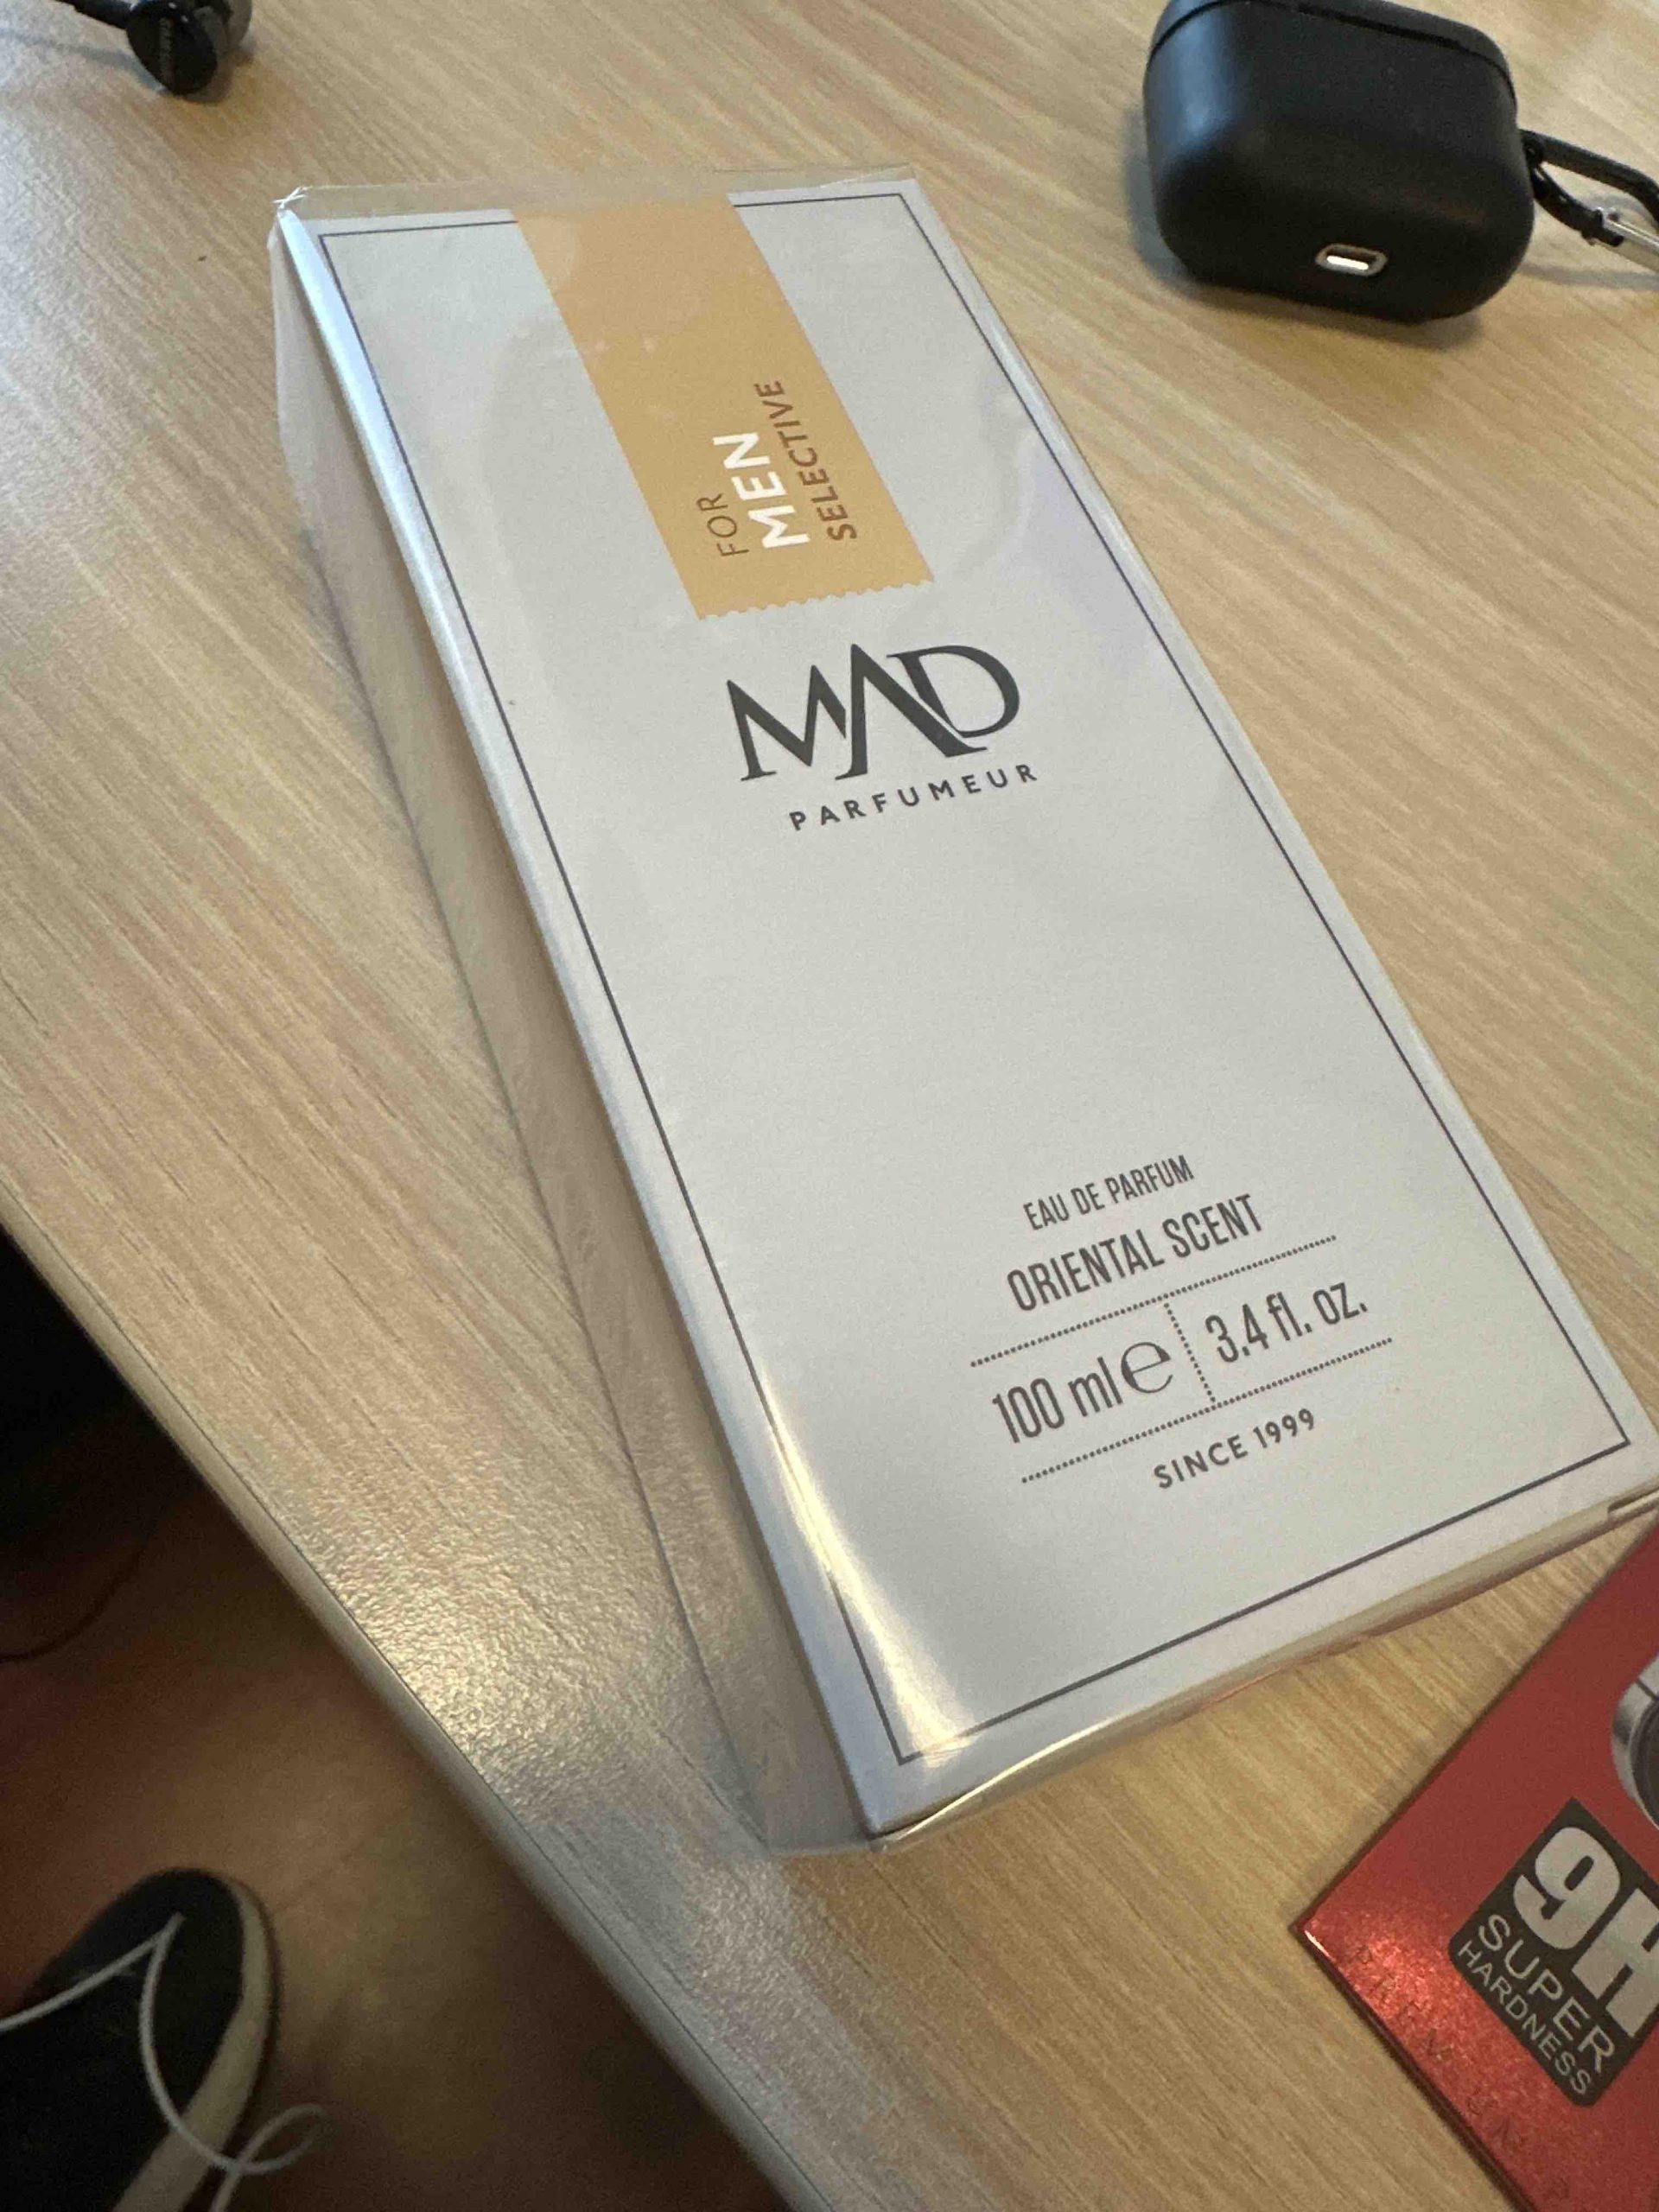 FOR
MEN
SELECTIVE
MAD
PARFUMEUR
EAU DE PARFUM
ORIENTAL SCENT
100 ml℮ 3.4 fl. oz.
SINCE 1999
9H
SUPER
HARDNESS